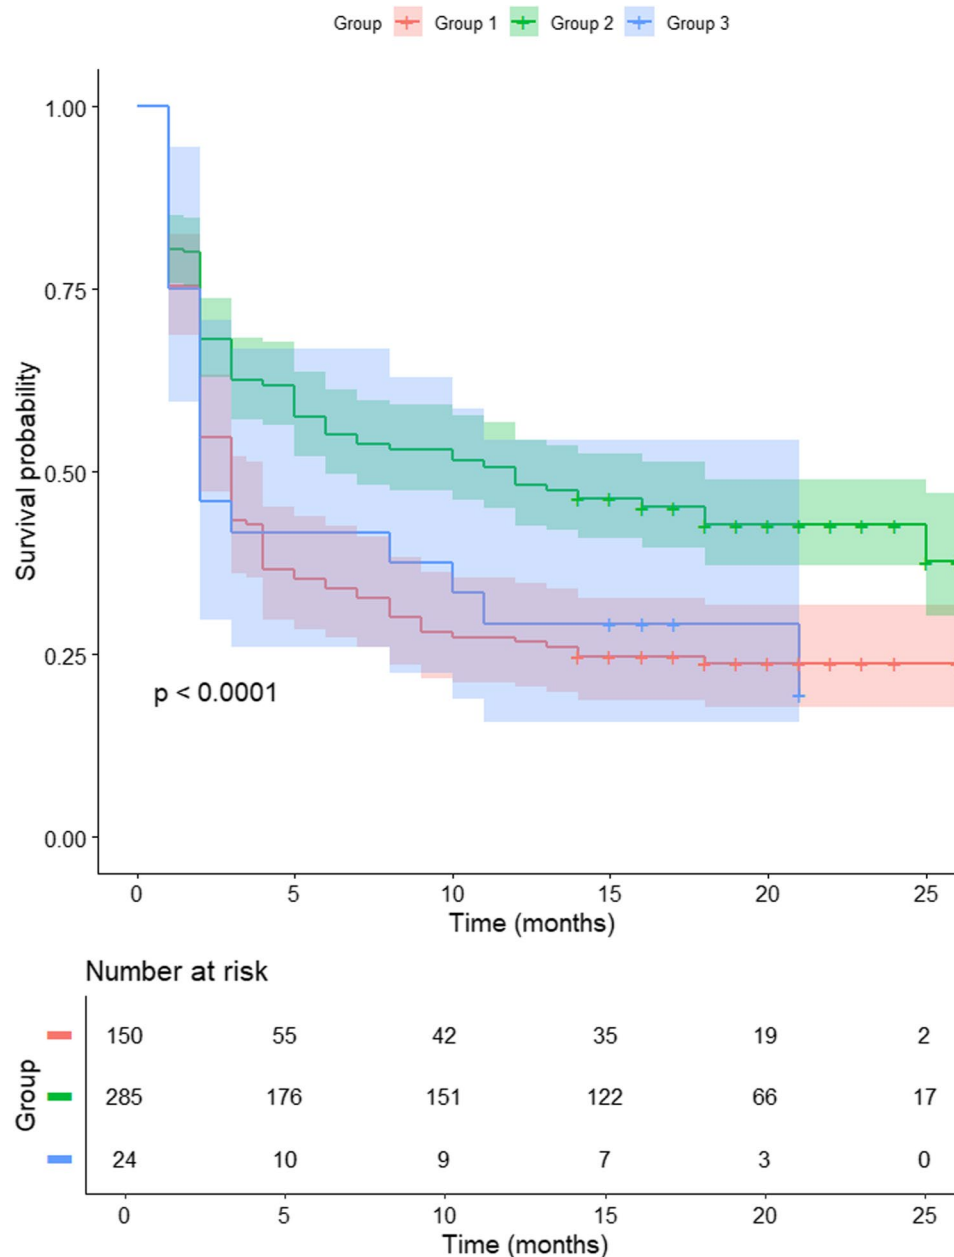 Group Group 1 Group 2 Group 3
1.00
0.75
0.50
0.25
0.00
Survival probability
p < 0.0001
0 5 10 15 20 25
Time (months)
Number at risk
Group
150 55 42 35 19 2
285 176 151 122 66 17
24 10 9 7 3 0
0 5 10 15 20 25
Time (months)